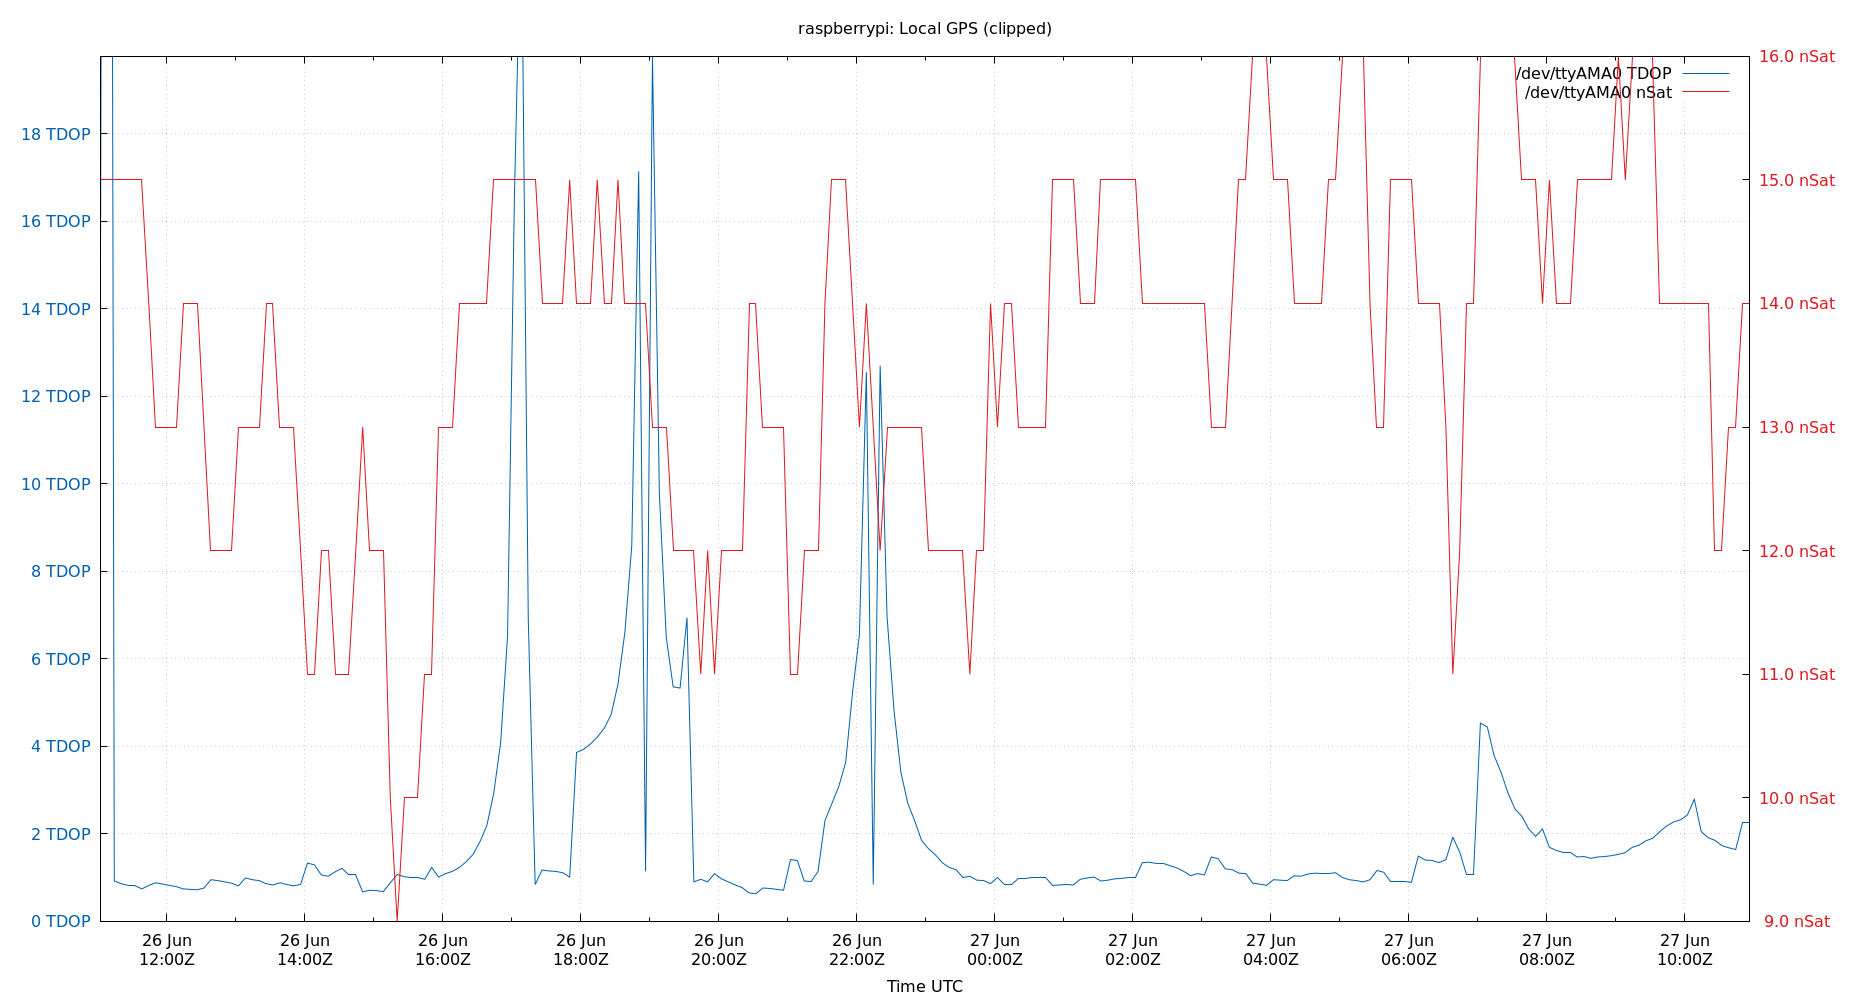 raspberrypi: Local GPS (clipped)
16.0 nSat
/dev/ttyAMA0 TDOP
/dev/ttyAMA0 nSat
18 TDOP
15.0 nSat
16 TDOP
14 TDOP
14.0 nSat
12 TDOP
13.0 nSat
10 TDOP
12.0 nSat
8 TDOP
6 TDOP
11.0 nSat
4 TDOP
10.0 nSat
2 TDOP
0 TDOP
9.0 nSat
26 Jun 26 Jun 26 Jun 26 Jun 26 Jun 26 Jun 27 Jun 27 Jun 27 Jun 27 Jun 27 Jun 27 Jun
12:00Z 14:00Z 16:00Z 18:00Z 20:00Z 22:00Z 00:00Z 02:00Z 04:00Z 06:00Z 08:00Z 10:00Z
Time UTC